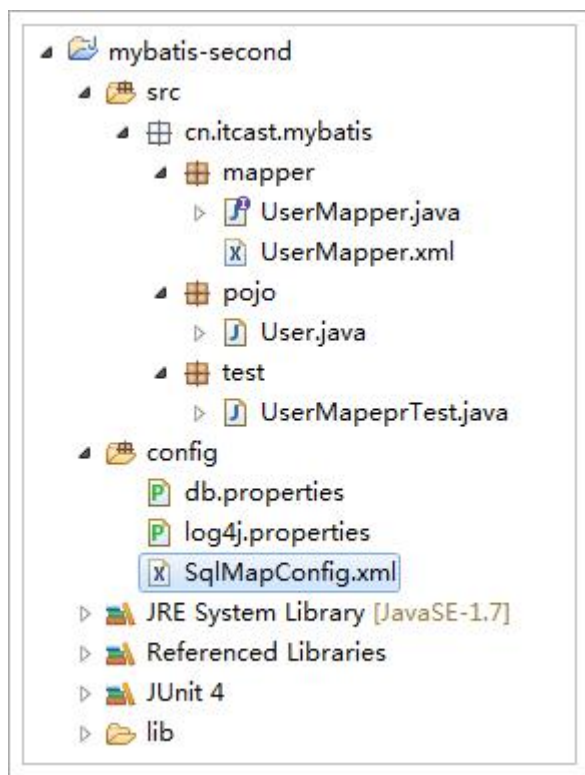 mybatis-second
src
cn.itcast.mybatis
mapper
UserMapper.java
UserMapper.xml
pojo
User.java
test
UserMapeprTest.java
config
db.properties
log4j.properties
SqlMapConfig.xml
JRE System Library [JavaSE-1.7]
Referenced Libraries
JUnit 4
lib